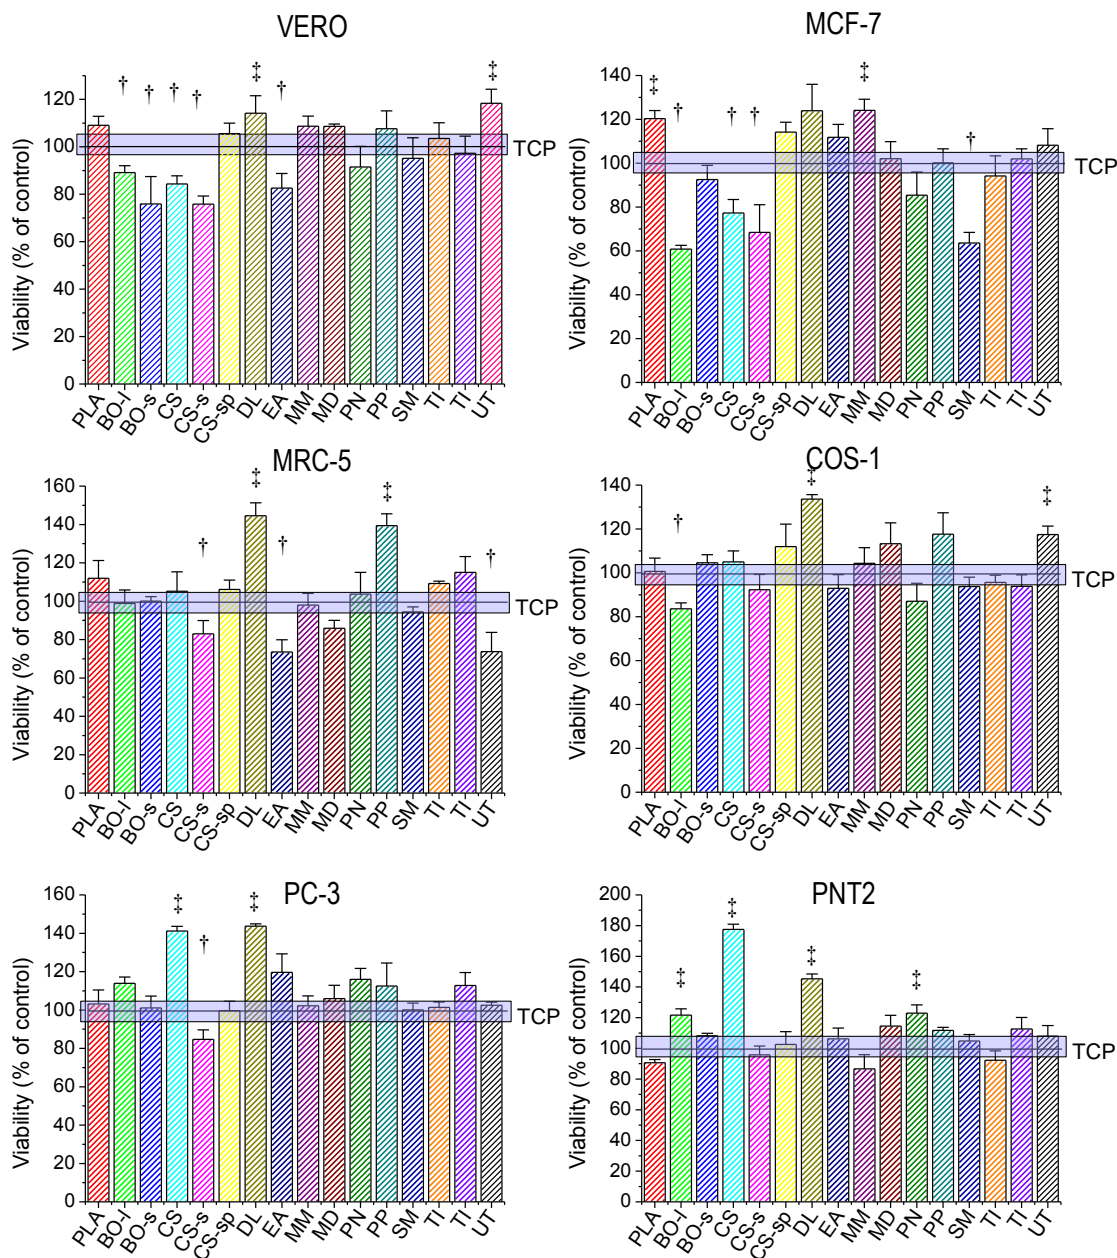 VERO
MCF-7
Viability (% of control)
120
100
80
60
40
20
0
† † † † ‡ † ‡
TCP
PLA BO-l BO-s CS CS-s CS-sp DL EA MM MD PN PP SM TI TI UT
Viability (% of control)
140
120
100
80
60
40
20
0
‡ † † † ‡ †
TCP
PLA BO-l BO-s CS CS-s CS-sp DL EA MM MD PN PP SM TI TI UT
MRC-5
COS-1
Viability (% of control)
160
140
120
100
80
60
40
20
0
† ‡ † ‡ †
TCP
PLA BO-l BO-s CS CS-s CS-sp DL EA MM MD PN PP SM TI TI UT
Viability (% of control)
140
120
100
80
60
40
20
0
† ‡ ‡
TCP
PLA BO-l BO-s CS CS-s CS-sp DL EA MM MD PN PP SM TI TI UT
PC-3
PNT2
Viability (% of control)
160
140
120
100
80
60
40
20
0
‡ † ‡
TCP
PLA BO-l BO-s CS CS-s CS-sp DL EA MM MD PN PP SM TI TI UT
Viability (% of control)
200
180
160
140
120
100
80
60
40
20
0
‡ ‡ ‡ ‡
TCP
PLA BO-l BO-s CS CS-s CS-sp DL EA MM MD PN PP SM TI TI UT